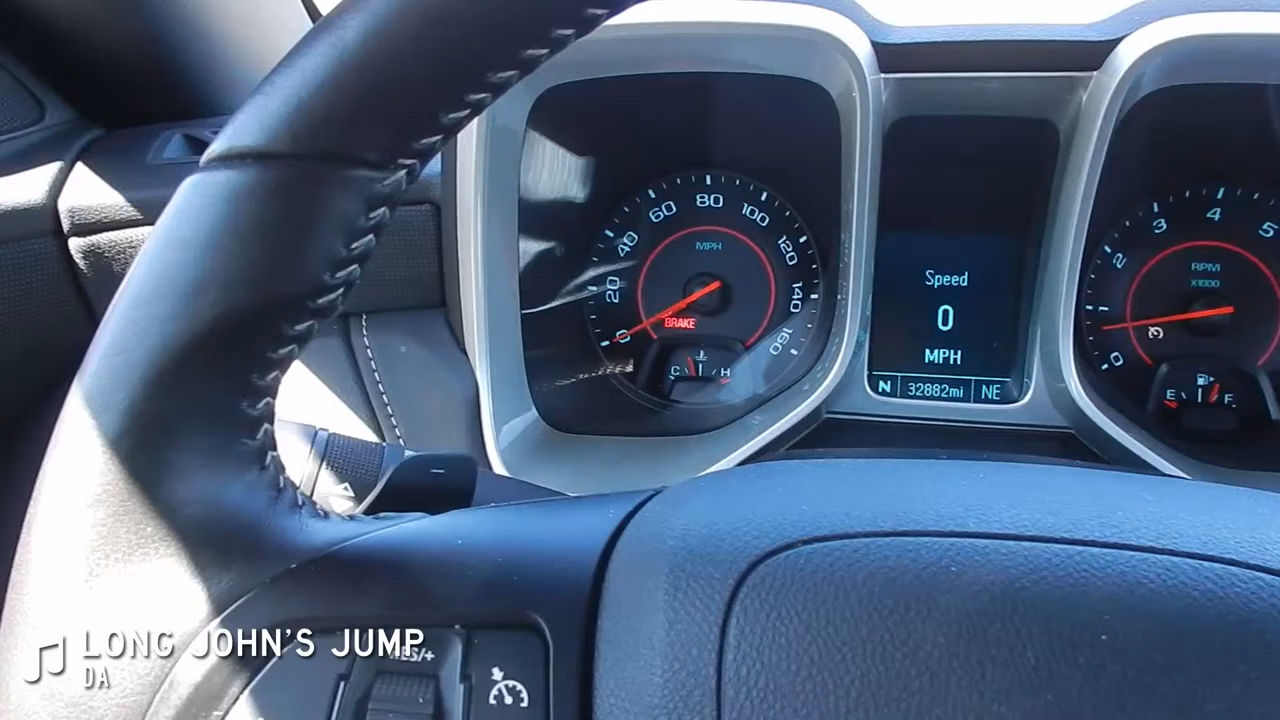 0 20 40 60 80 100 120 140 160
MPH
BRAKE
C H
Speed
0
MPH
N 32882mi NE
0 1 2 3 4 5
RPM
X1000
E F
LONG JOHN'S JUMP
DA
RES/+